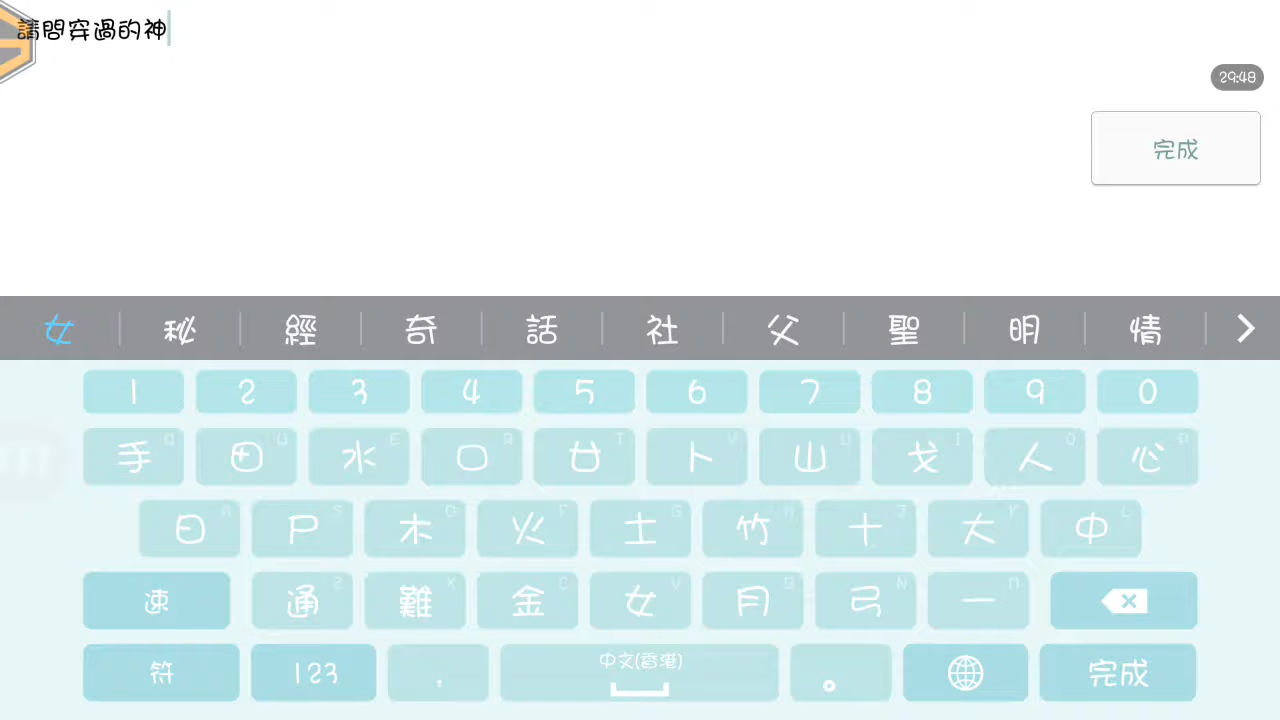 請問穿過的神
29:48
完成
女 秘 經 奇 話 社 父 聖 明 情
1 2 3 4 5 6 7 8 9 0
手 田 水 口 廿 卜 山 戈 人 心
日 尸 木 火 土 竹 十 大 中
速 通 難 金 女 月 弓 一
符 123 , 中文(香港) 。 完成